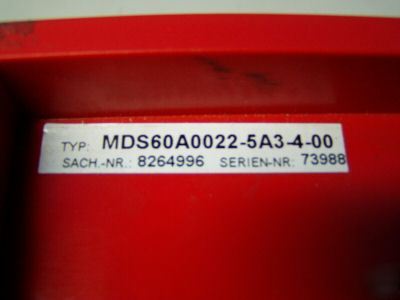 TYP: MDS60A0022-5A3-4-00
SACH.-NR.: 8264996 SERIEN-NR: 73988